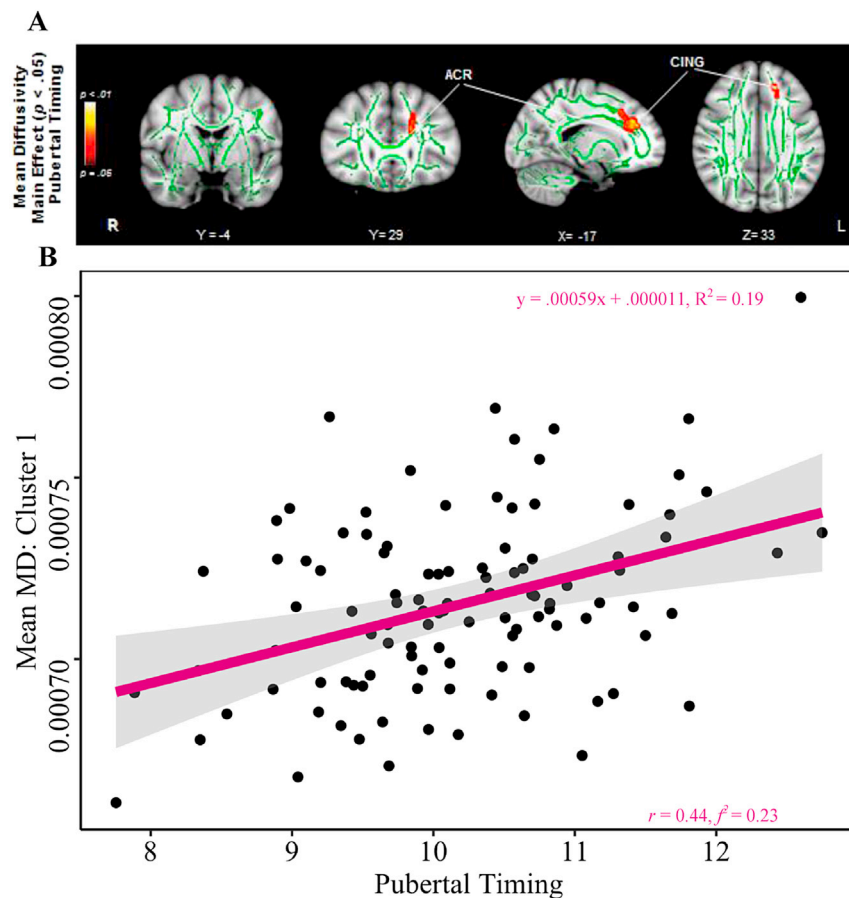 A
Mean Diffusivity
Main Effect (p < .05)
Pubertal Timing
p < .01
p = .05
ACR
CING
R
L
Y = -4
Y= 29
X= -17
Z= 33
B
y = .00059x + .000011, R² = 0.19
0.00080
0.00075
0.00070
Mean MD: Cluster 1
r = 0.44, f² = 0.23
8
9
10
11
12
Pubertal Timing